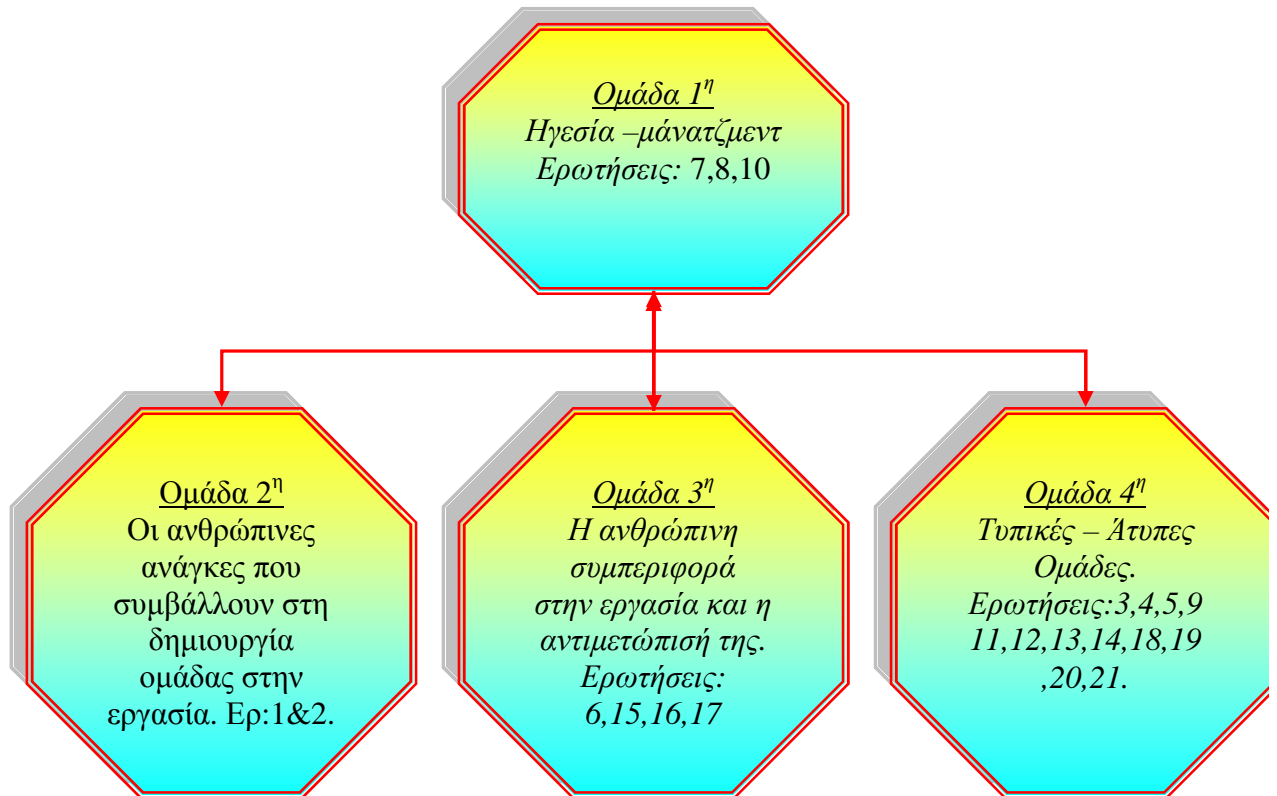 Ομάδα 1η
Ηγεσία –μάνατζμεντ
Ερωτήσεις: 7,8,10
Ομάδα 2η
Οι ανθρώπινες
ανάγκες που
συμβάλλουν στη
δημιουργία
ομάδας στην
εργασία. Ερ:1&2.
Ομάδα 3η
Η ανθρώπινη
συμπεριφορά
στην εργασία και η
αντιμετώπισή της.
Ερωτήσεις:
6,15,16,17
Ομάδα 4η
Τυπικές – Άτυπες
Ομάδες.
Ερωτήσεις:3,4,5,9
11,12,13,14,18,19
,20,21.